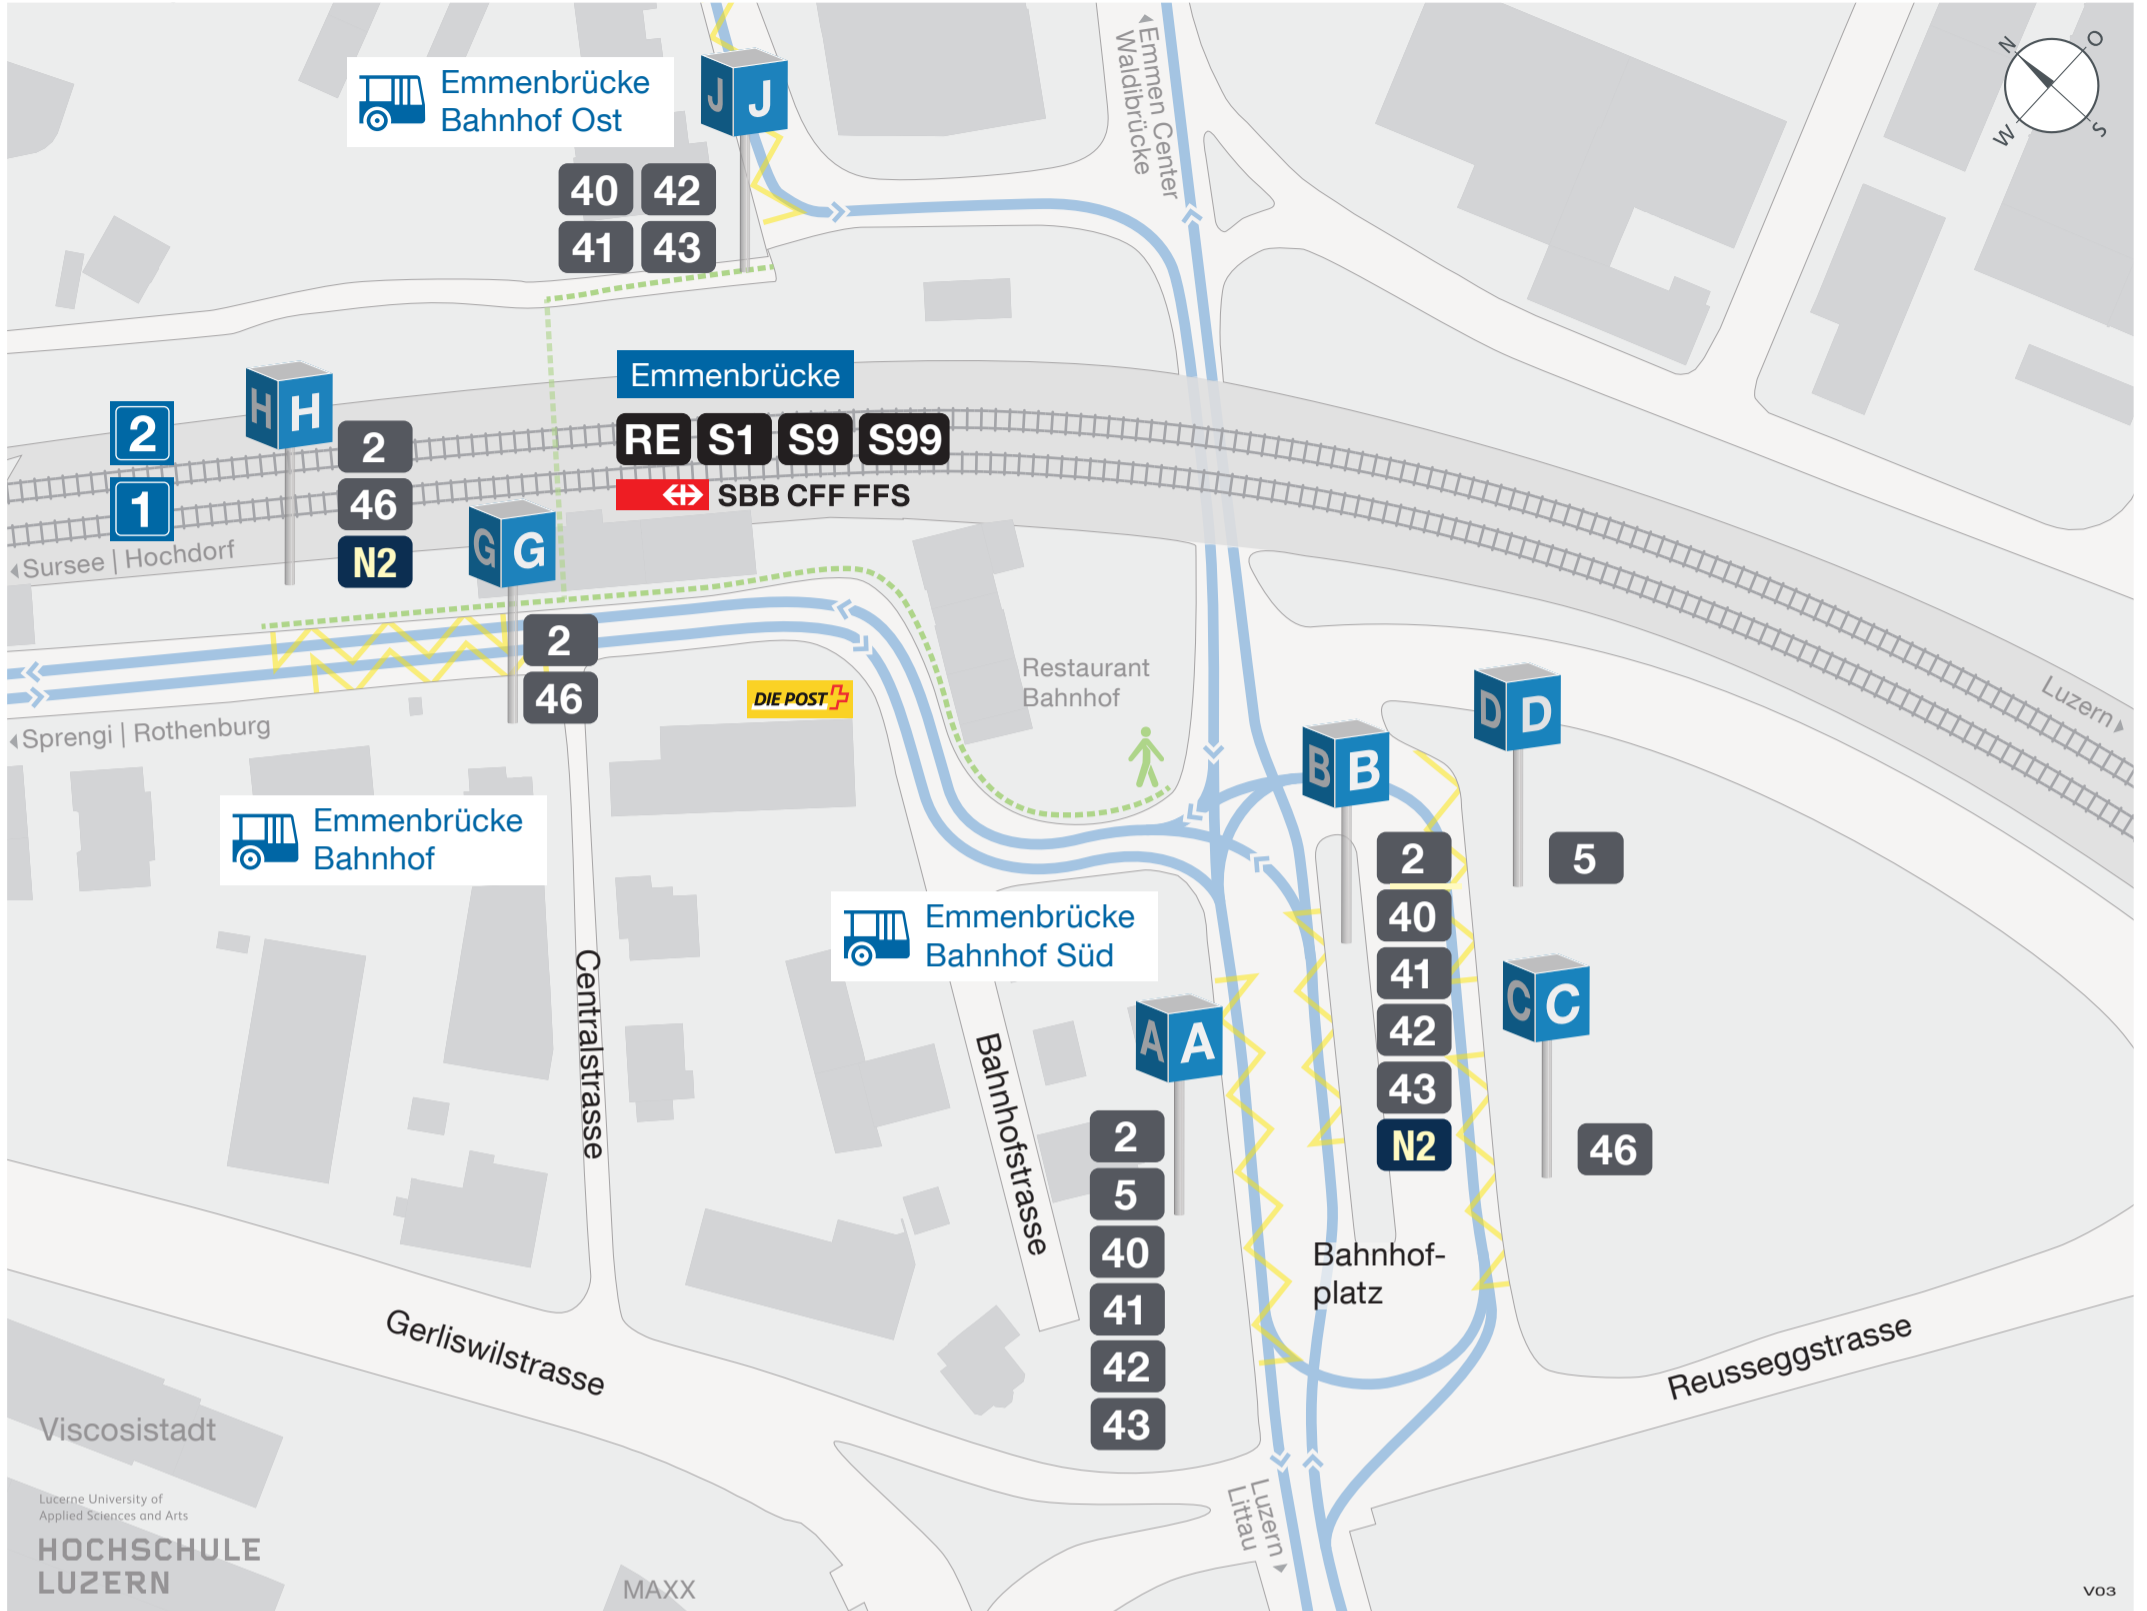 Emmenbrücke
Bahnhof Ost
J J
40 42
41 43
Emmen Center
Waldibrücke
N O
W S
H H
2
46
N2
2
1
Sursee | Hochdorf
Emmenbrücke
RE S1 S9 S99
SBB CFF FFS
G G
2
46
Sprengi | Rothenburg
DIE POST
Restaurant
Bahnhof
Luzern
Emmenbrücke
Bahnhof
Emmenbrücke
Bahnhof Süd
B B
2
40
41
42
43
N2
D D
5
C C
46
A A
2
5
40
41
42
43
Centralstrasse
Bahnhofstrasse
Bahnhof-
platz
Gerliswilstrasse
Reusseggstrasse
Luzern
Littau
Viscosistadt
Lucerne University of
Applied Sciences and Arts
HOCHSCHULE
LUZERN
MAXX
V03